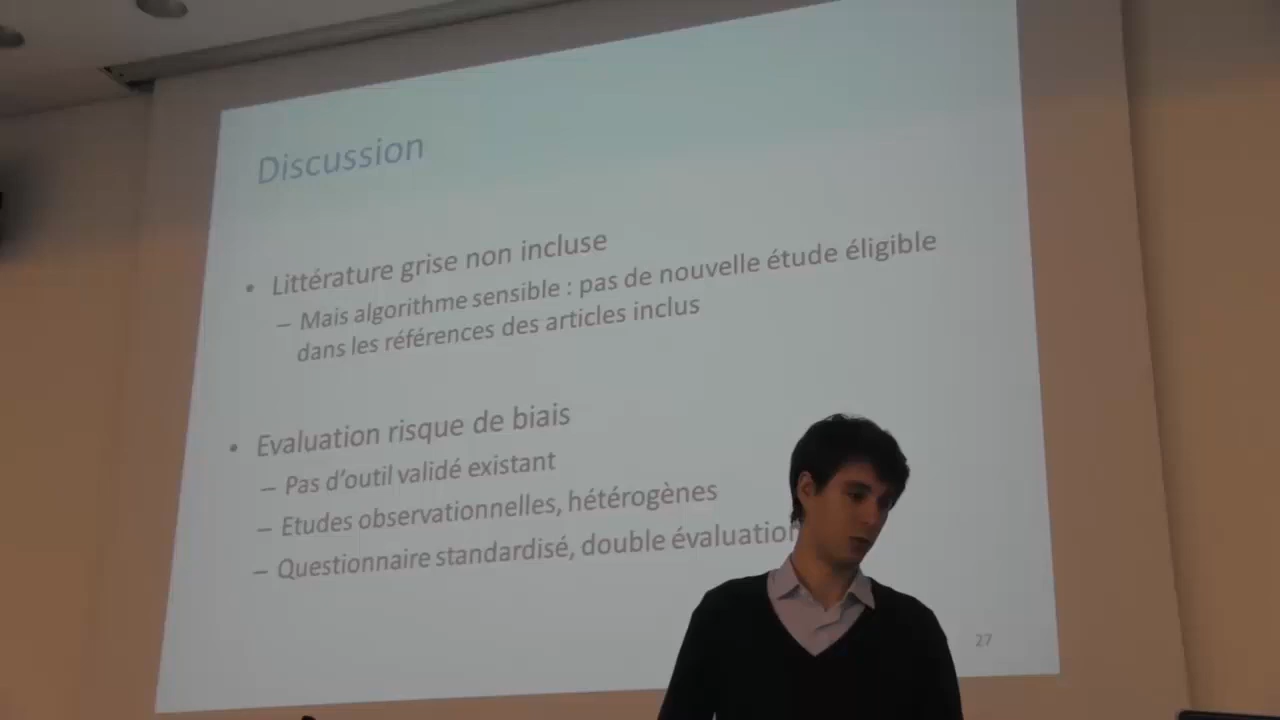 Discussion
• Littérature grise non incluse
– Mais algorithme sensible : pas de nouvelle étude éligible
dans les références des articles inclus
• Evaluation risque de biais
– Pas d'outil validé existant
– Etudes observationnelles, hétérogènes
– Questionnaire standardisé, double évaluation
27